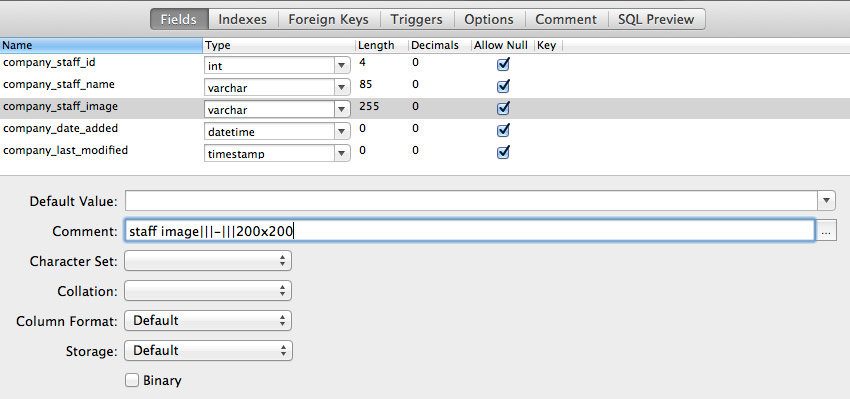 Fields Indexes Foreign Keys Triggers Options Comment SQL Preview
Name Type Length Decimals Allow Null Key
company_staff_id int 4 0
company_staff_name varchar 85 0
company_staff_image varchar 255 0
company_date_added datetime 0 0
company_last_modified timestamp 0 0
Default Value:
Comment: staff image|||-|||200x200 ...
Character Set:
Collation:
Column Format: Default
Storage: Default
Binary